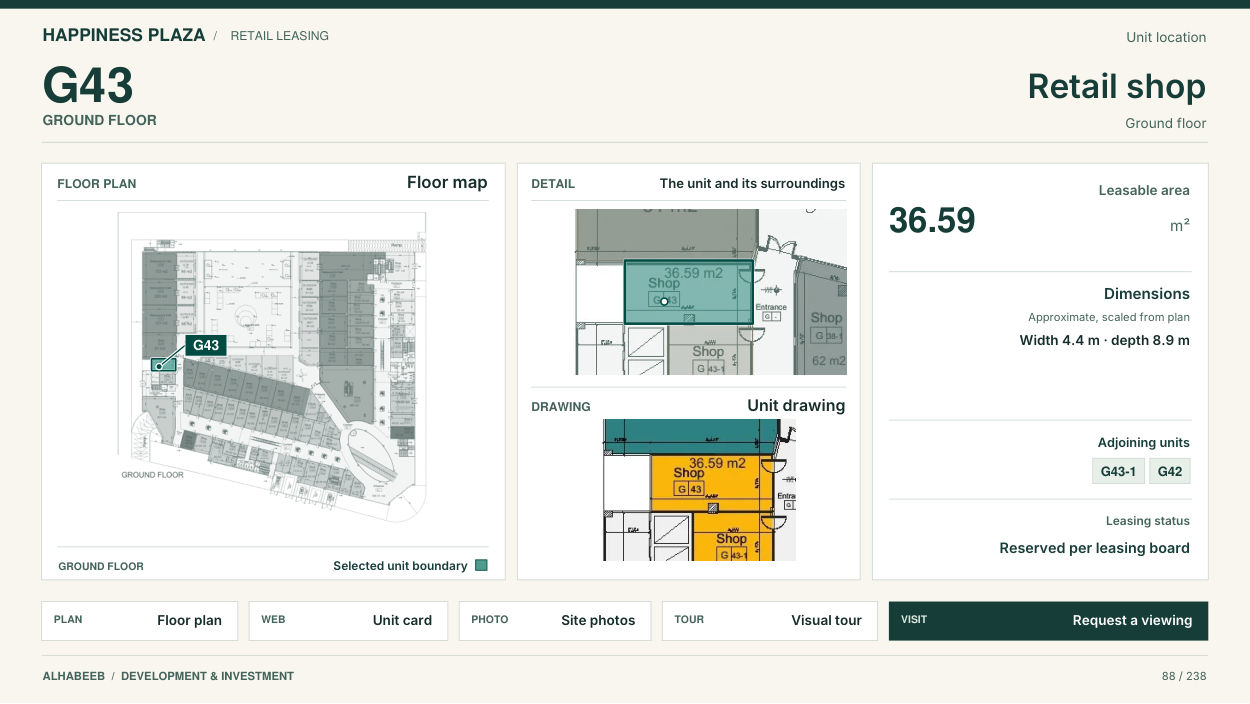 HAPPINESS PLAZA / RETAIL LEASING
Unit location
G43
Retail shop
GROUND FLOOR
Ground floor
FLOOR PLAN
Floor map
G43
GROUND FLOOR
GROUND FLOOR
Selected unit boundary
DETAIL
The unit and its surroundings
36.59 m2
Shop
G 43
Entrance
G
Shop
G 38-1
62 m2
Shop
G 43-1
DRAWING
Unit drawing
36.59 m2
Shop
G 43
Shop
G 43-1
Leasable area
36.59
m²
Dimensions
Approximate, scaled from plan
Width 4.4 m · depth 8.9 m
Adjoining units
G43-1
G42
Leasing status
Reserved per leasing board
PLAN
Floor plan
WEB
Unit card
PHOTO
Site photos
TOUR
Visual tour
VISIT
Request a viewing
ALHABEEB / DEVELOPMENT & INVESTMENT
88 / 238